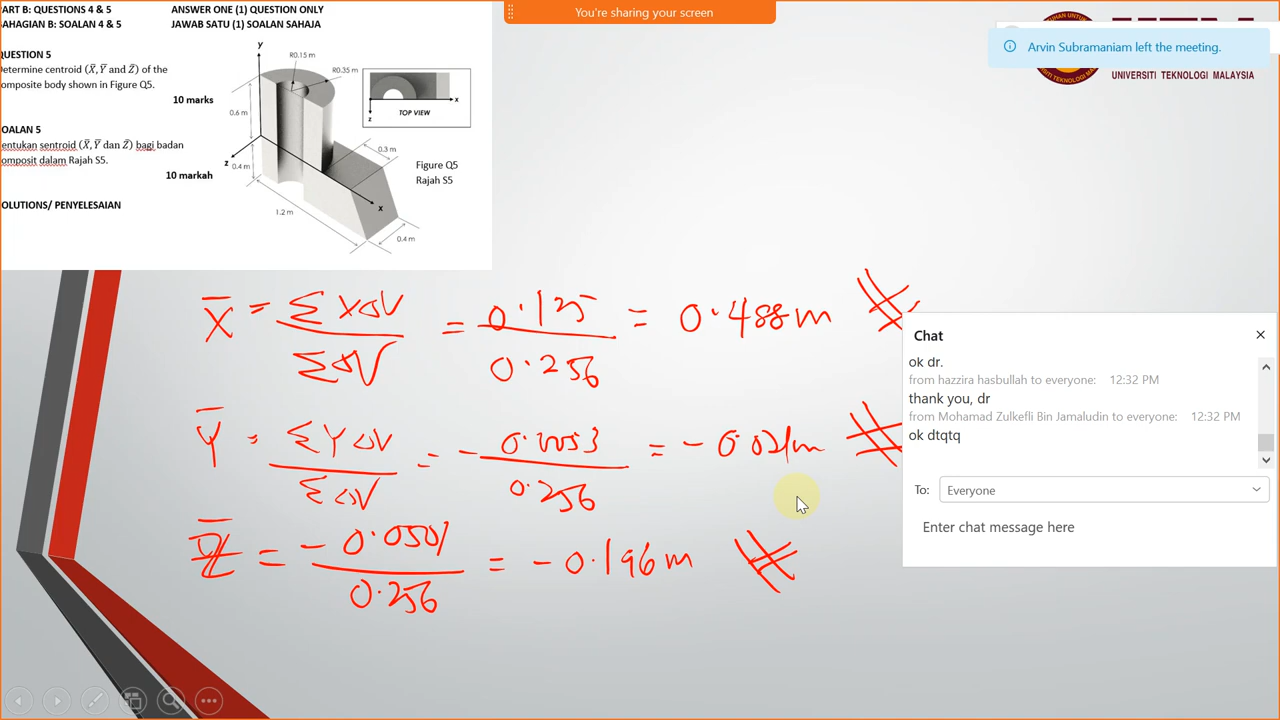 You're sharing your screen
ART B: QUESTIONS 4 & 5 ANSWER ONE (1) QUESTION ONLY
AHAGIAN B: SOALAN 4 & 5 JAWAB SATU (1) SOALAN SAHAJA
UESTION 5
etermine centroid (X̄, Ȳ and Z̄) of the
omposite body shown in Figure Q5.
10 marks
OALAN 5
entukan sentroid (X̄, Ȳ dan Z̄) bagi badan
omposit dalam Rajah S5.
10 markah
OLUTIONS/ PENYELESAIAN
y
R0.15 m
R0.35 m
0.6 m
x
z
TOP VIEW
0.3 m
z
0.4 m
Figure Q5
Rajah S5
x
1.2 m
0.4 m
Arvin Subramaniam left the meeting.
UNIVERSITI TEKNOLOGI MALAYSIA
X̄ = ΣXΔV / ΣΔV = 0.125 / 0.256 = 0.488m
Ȳ = ΣYΔV / ΣΔV = - 0.0053 / 0.256 = - 0.021m
Z̄ = - 0.0501 / 0.256 = - 0.196m
Chat
ok dr.
from hazzira hasbullah to everyone: 12:32 PM
thank you, dr
from Mohamad Zulkefli Bin Jamaludin to everyone: 12:32 PM
ok dtqtq
To: Everyone
Enter chat message here